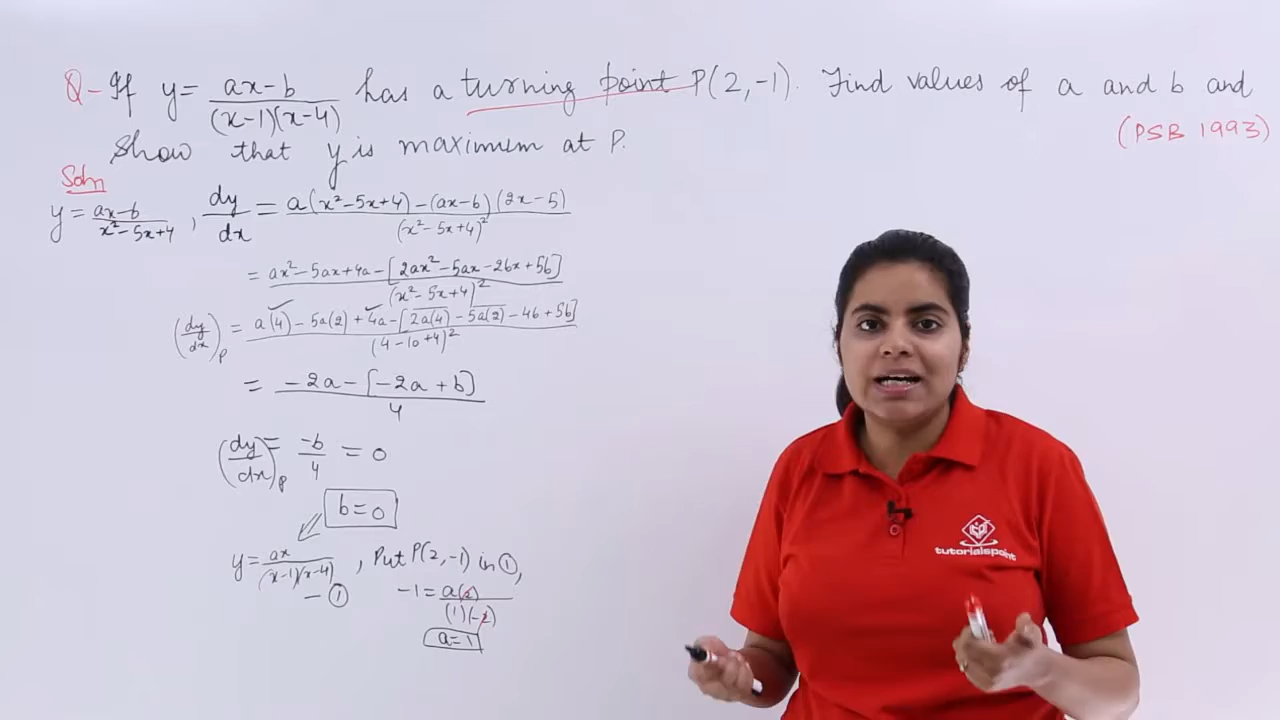 Q- If y = (ax-b)/((x-1)(x-4)) has a turning point P(2,-1). Find values of a and b and
Show that y is maximum at P.
(PSB 1993)
Soln
y = (ax-b)/(x²-5x+4), dy/dx = (a(x²-5x+4) - (ax-b)(2x-5))/(x²-5x+4)²
= (ax²-5ax+4a-[2ax²-5ax-2bx+5b])/(x²-5x+4)²
(dy/dx)P = (a(4)-5a(2)+4a-[2a(4)-5a(2)-4b+5b])/(4-10+4)²
= (-2a-[-2a+b])/4
(dy/dx)P = -b/4 = 0
b=0
y = ax/((x-1)(x-4)) - ①, Put P(2,-1) in ①,
-1 = a(2)/((1)(-2))
a=1
tutorialspoint